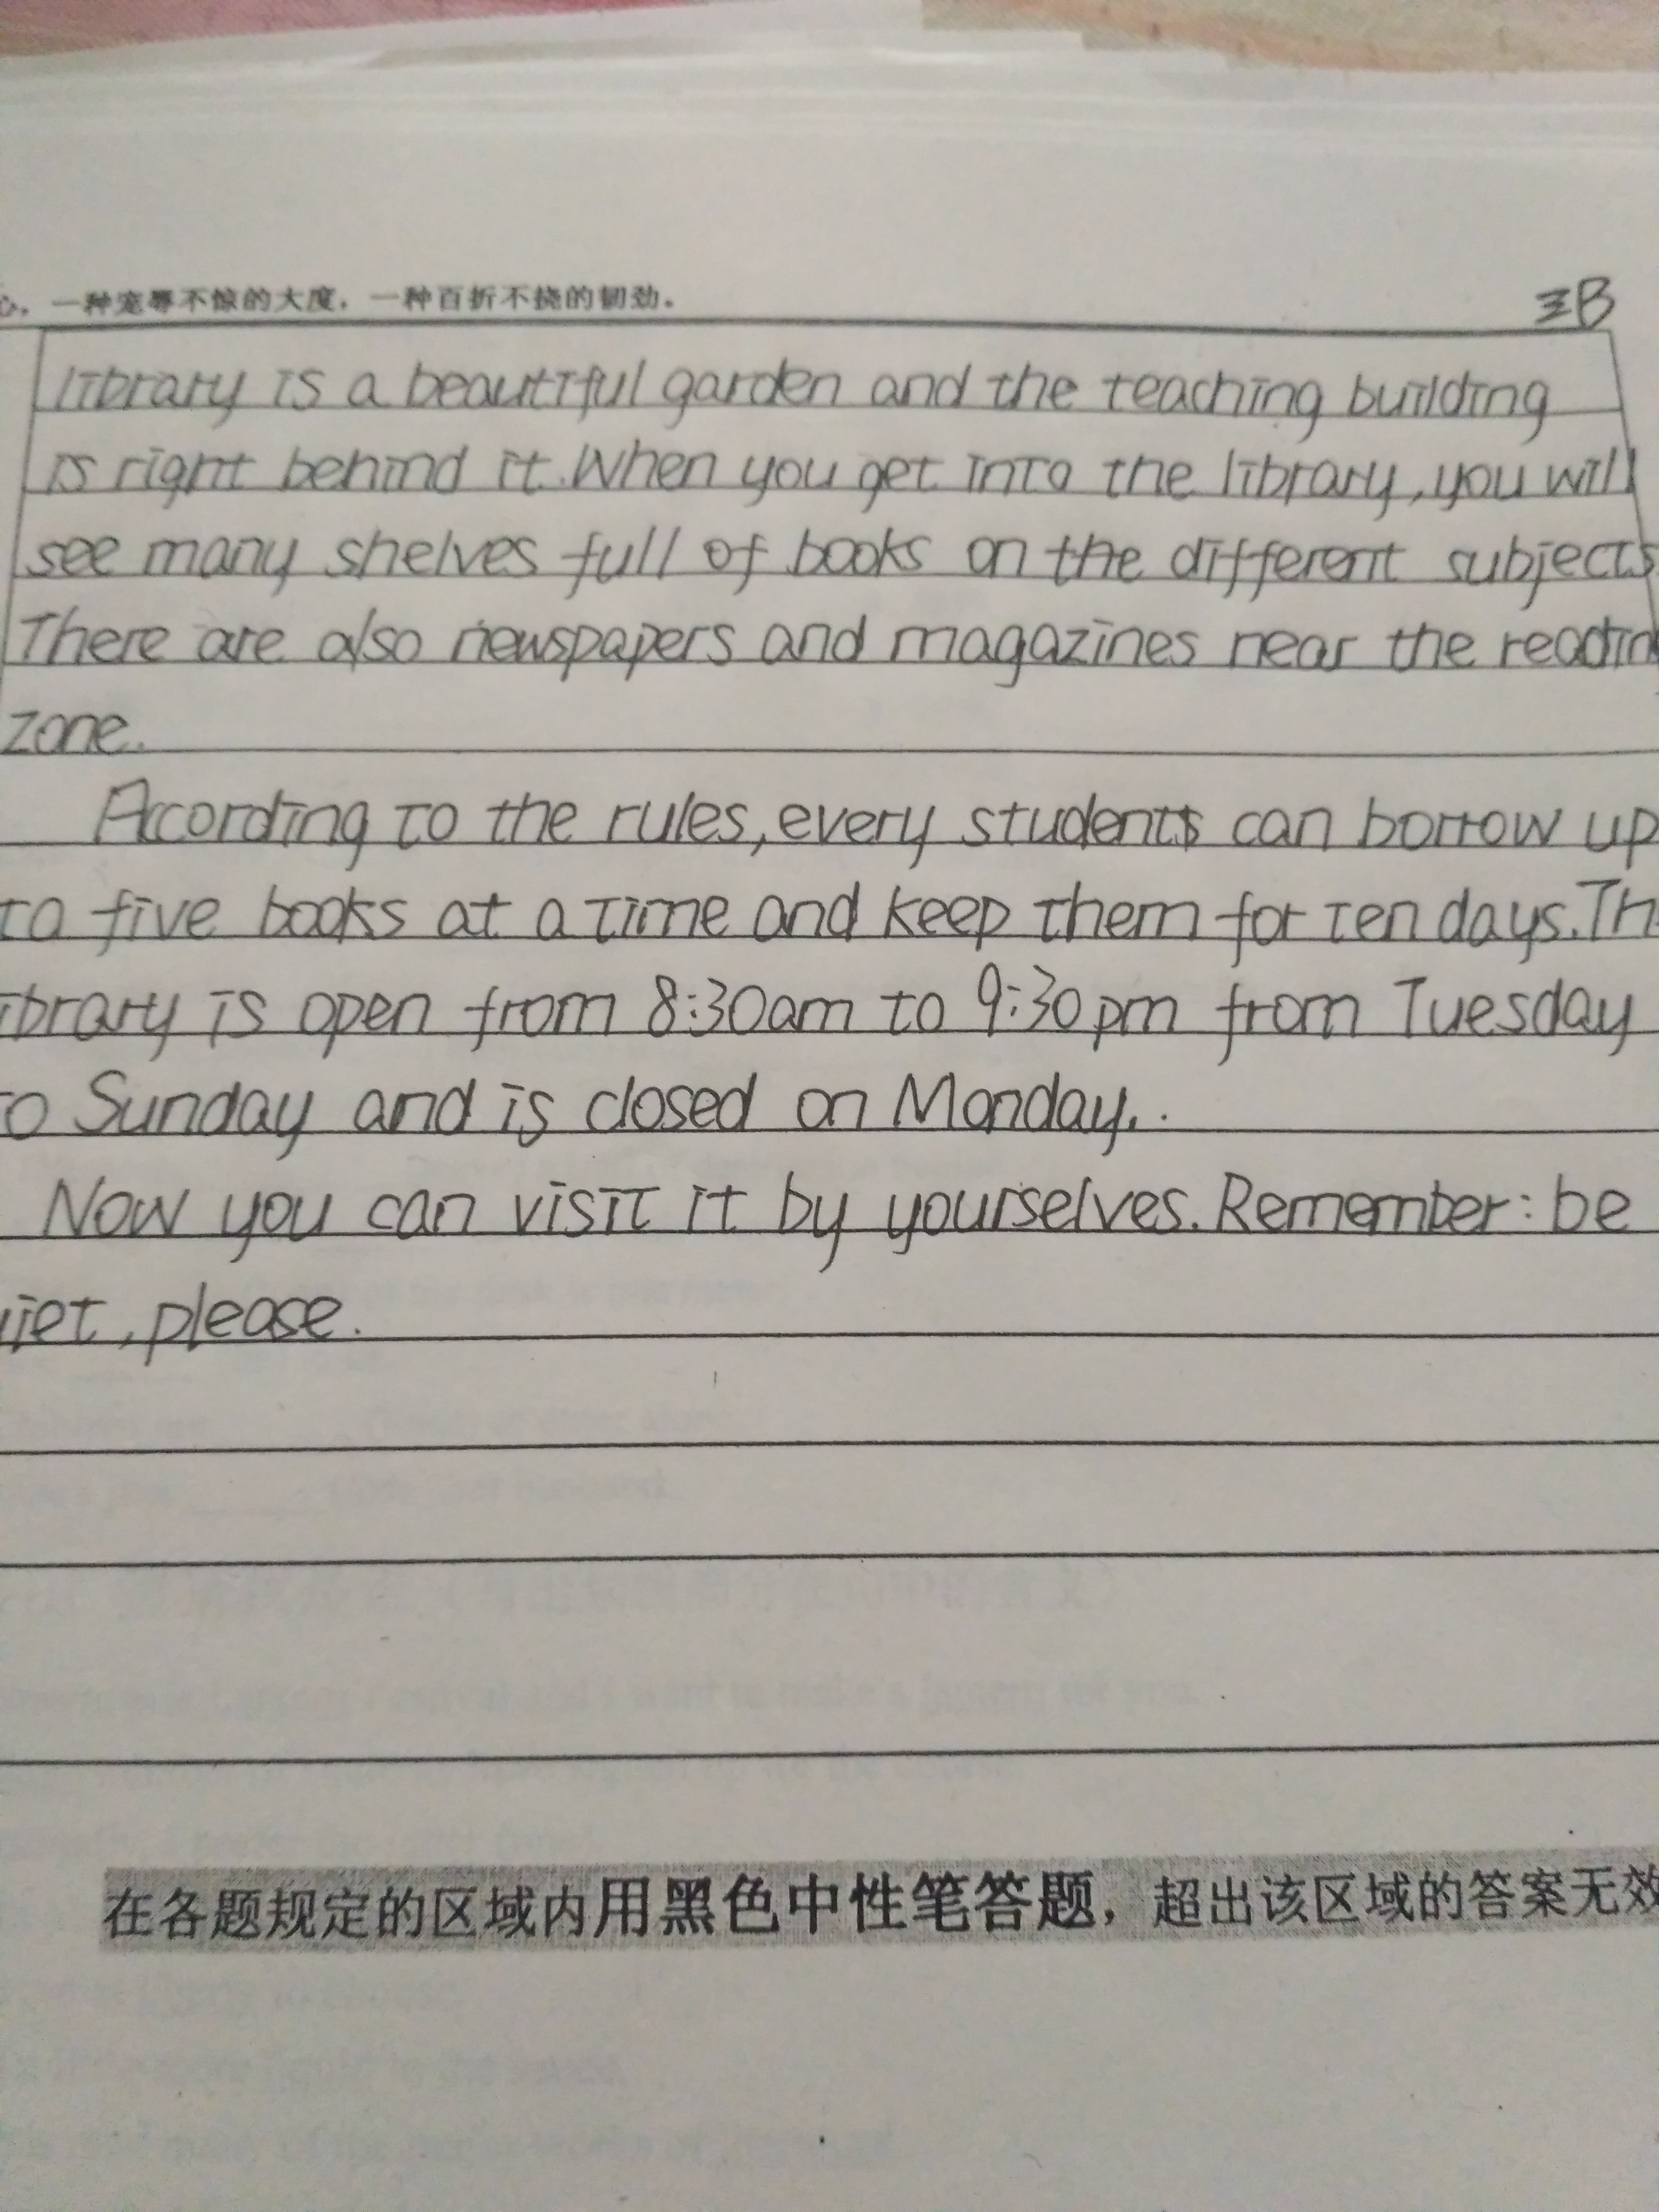 一种宠辱不惊的大度，一种百折不挠的韧劲。
library is a beautiful garden and the teaching building
is right behind it. When you get into the library, you will
see many shelves full of books on the different subjects
There are also newspapers and magazines near the readin
zone.
According to the rules, every students can borrow up
to five books at a time and keep them for ten days. Th
ibrary is open from 8:30am to 9:30pm from Tuesday
to Sunday and is closed on Monday..
Now you can visit it by yourselves. Remember: be
iet, please.
在各题规定的区域内用黑色中性笔答题，超出该区域的答案无效